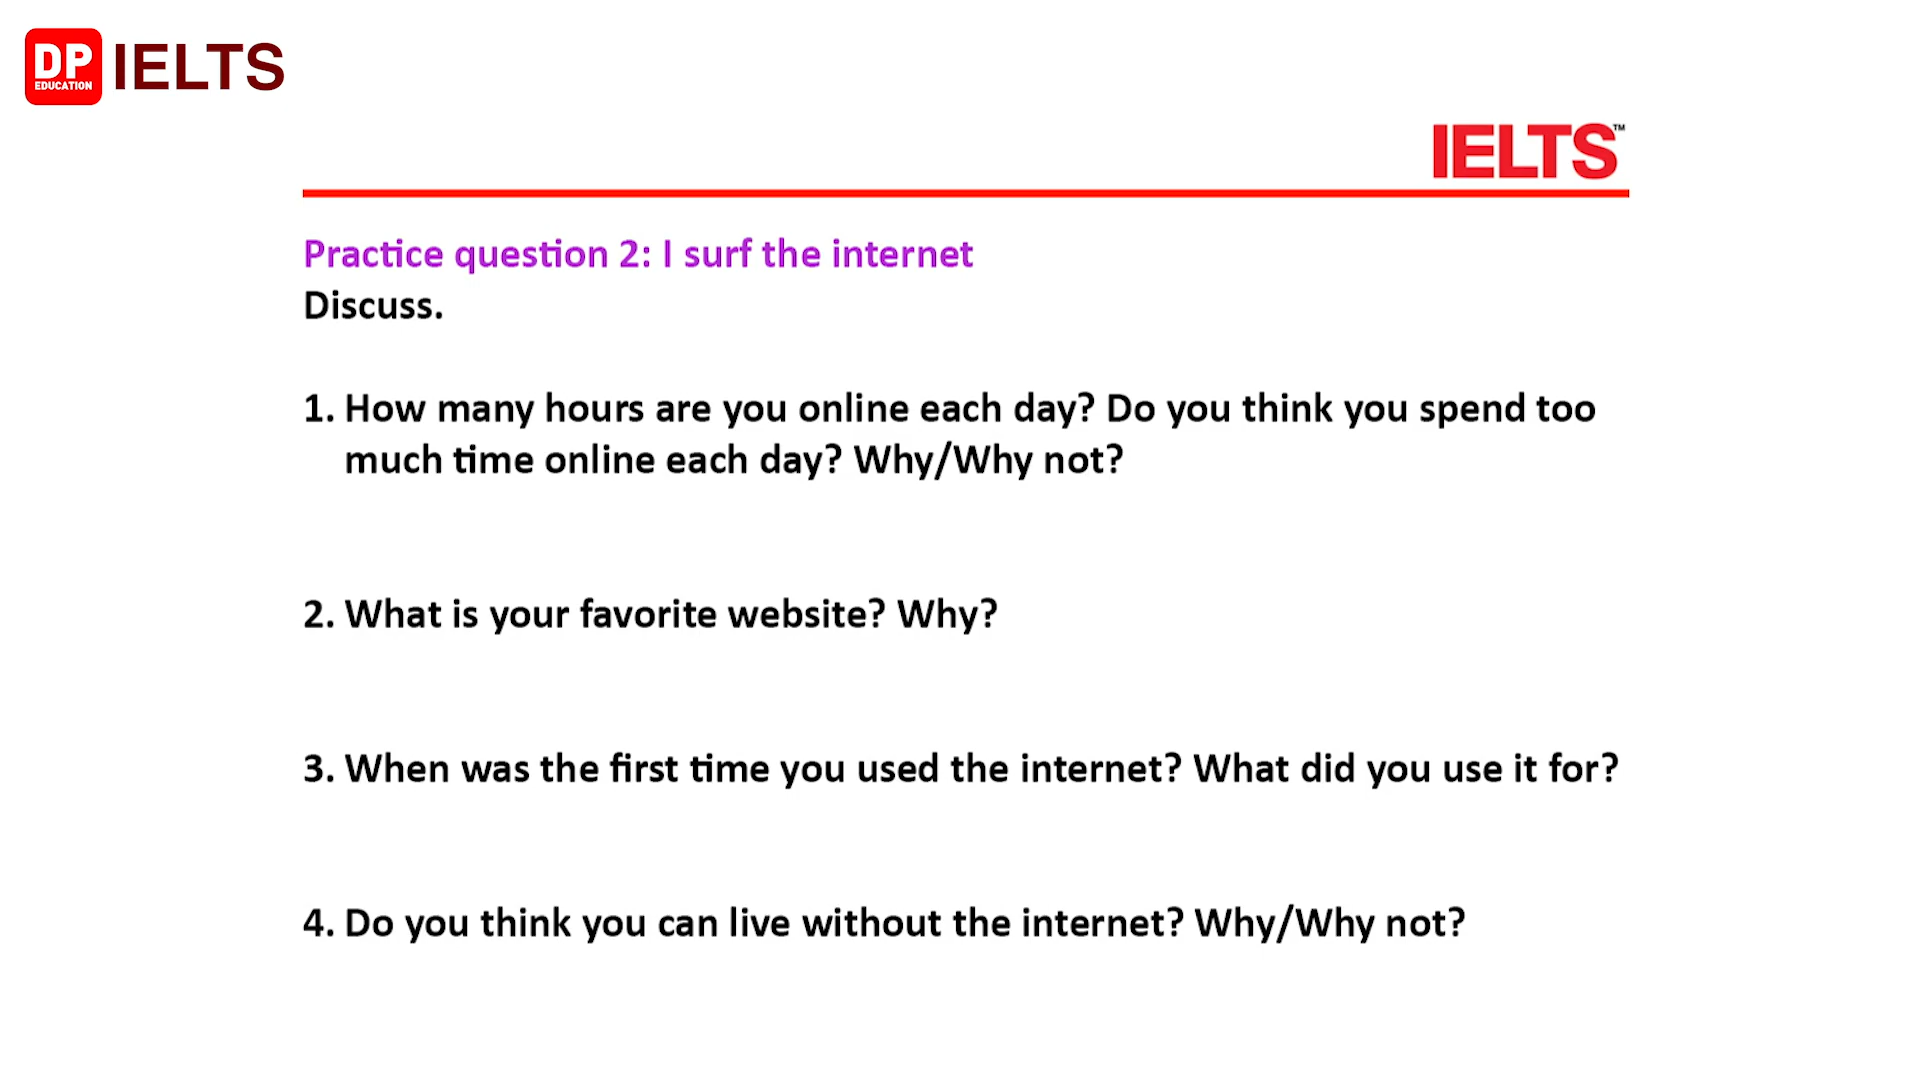 DP
EDUCATION
IELTS
IELTS™
Practice question 2: I surf the internet
Discuss.
1. How many hours are you online each day? Do you think you spend too
much time online each day? Why/Why not?
2. What is your favorite website? Why?
3. When was the first time you used the internet? What did you use it for?
4. Do you think you can live without the internet? Why/Why not?